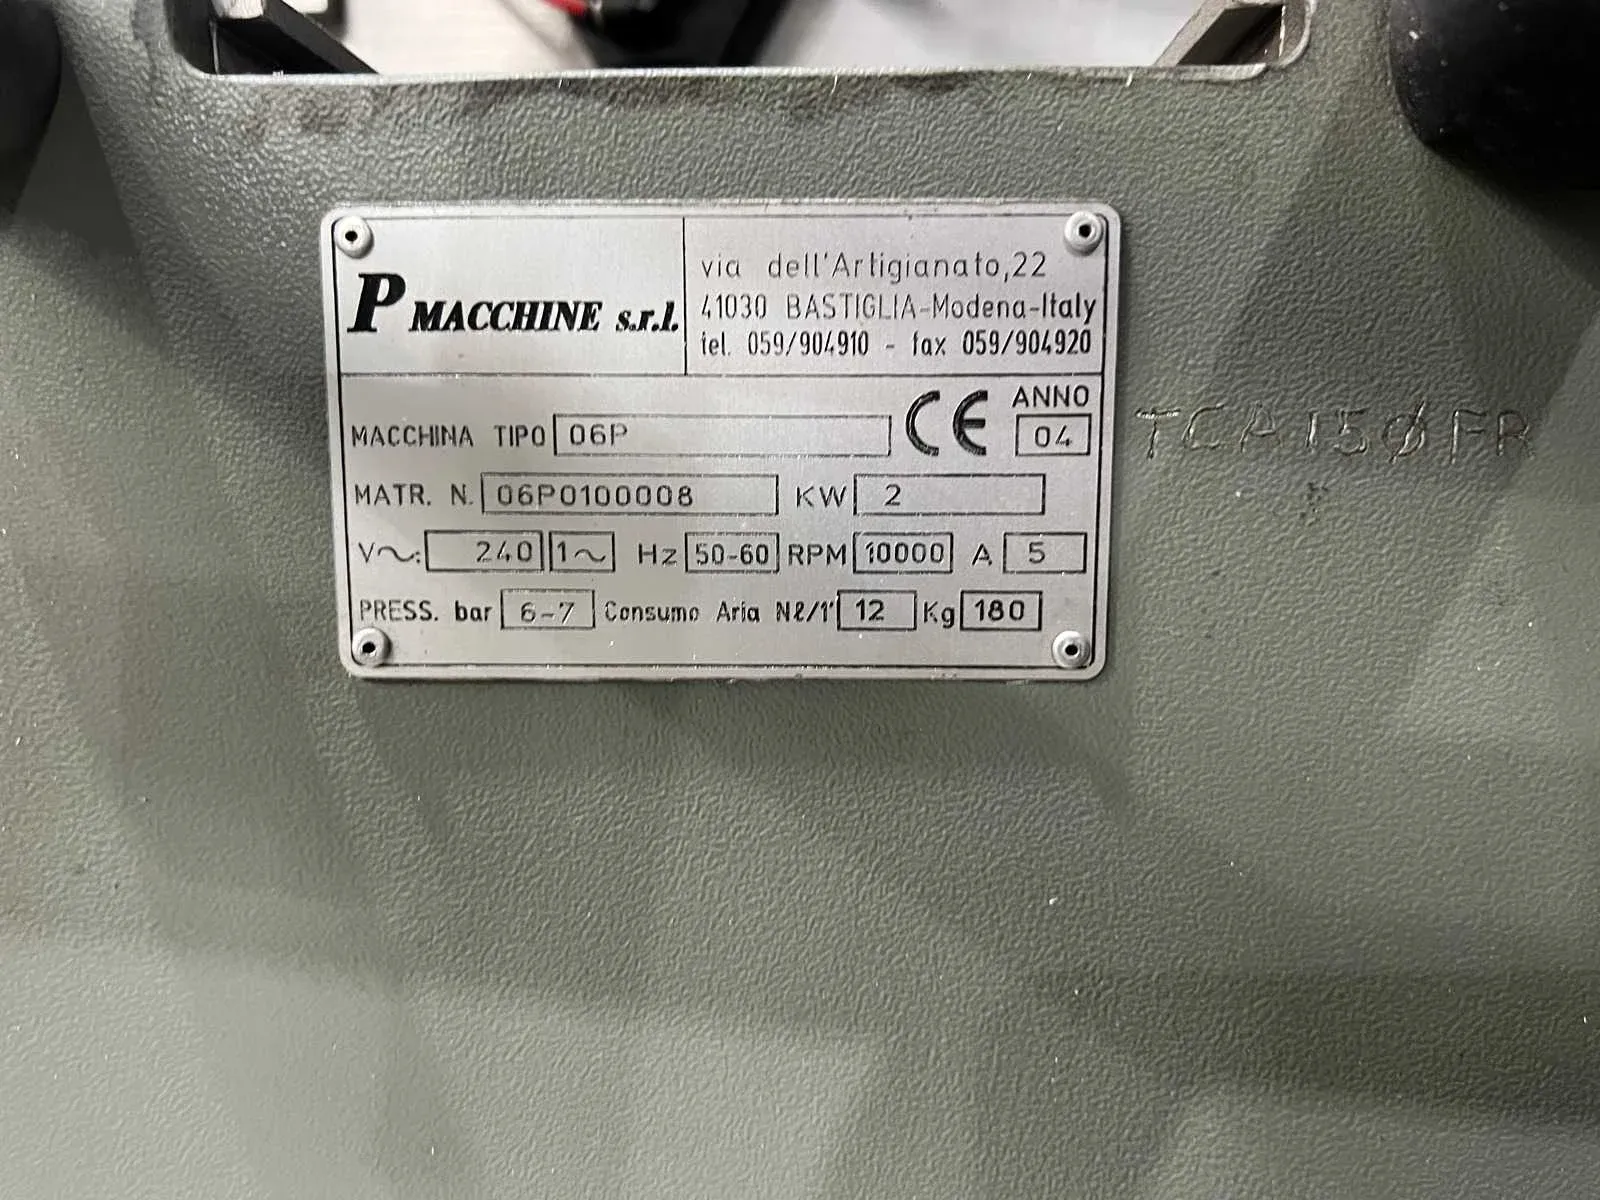 P MACCHINE s.r.l.
via dell'Artigianato,22
41030 BASTIGLIA-Modena-Italy
tel. 059/904910 - fax 059/904920
MACCHINA TIPO 06P
CE
ANNO
04
TCA150FR
MATR. N. 06P0100008 KW 2
V~: 240 1~ Hz 50-60 RPM 10000 A 5
PRESS. bar 6-7 Consumo Aria Nℓ/1' 12 Kg 180